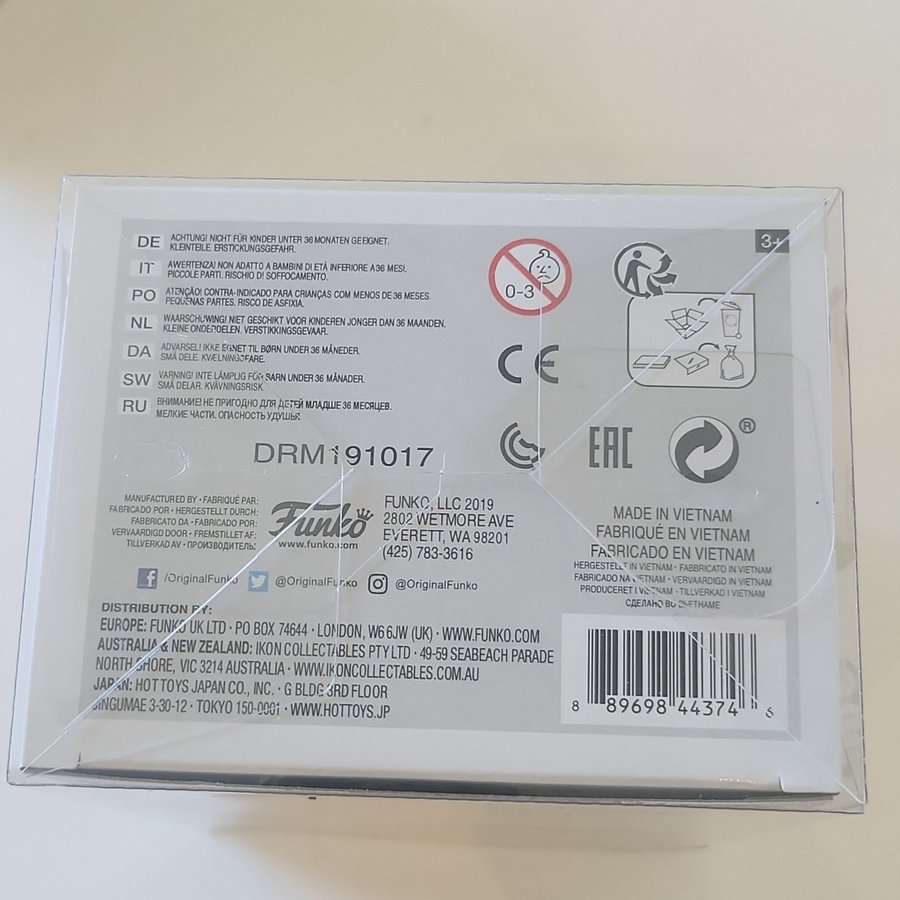 DE ACHTUNG! NICHT FÜR KINDER UNTER 36 MONATEN GEEIGNET.
KLEINTEILE. ERSTICKUNGSGEFAHR.
IT AWERTENZA! NON ADATTO A BAMBINI DI ETÀ INFERIORE A 36 MESI.
PICCOLE PARTI. RISCHIO DI SOFFOCAMENTO.
PO ATENÇÃO! CONTRA-INDICADO PARA CRIANÇAS COM MENOS DE 36 MESES.
PEQUENAS PARTES. RISCO DE ASFIXIA.
NL WAARSCHUWING! NIET GESCHIKT VOOR KINDEREN JONGER DAN 36 MAANDEN.
KLEINE ONDERDELEN. VERSTIKKINGSGEVAAR.
DA ADVARSEL! IKKE EGNET TIL BØRN UNDER 36 MÅNEDER.
SMÅ DELE. KVÆLNINGSFARE.
SW VARNING! INTE LÄMPLIG FÖR BARN UNDER 36 MÅNADER.
SMÅ DELAR. KVÄVNINGSRISK.
RU ВНИМАНИЕ! НЕ ПРИГОДНО ДЛЯ ДЕТЕЙ МЛАДШЕ 36 МЕСЯЦЕВ.
МЕЛКИЕ ЧАСТИ. ОПАСНОСТЬ УДУШЬЯ.
0-3
3+
CE
EAC
®
DRM191017
MANUFACTURED BY • FABRIQUÉ PAR:
FABRICADO POR • HERGESTELLT DURCH:
FABBRICATO DA • FABRICADO POR:
VERVAARDIGD DOOR • FREMSTILLET AF:
TILLVERKAD AV • ПРОИЗВОДИТЕЛЬ:
Funko
www.funko.com
FUNKO, LLC 2019
2802 WETMORE AVE
EVERETT, WA 98201
(425) 783-3616
MADE IN VIETNAM
FABRIQUÉ EN VIETNAM
FABRICADO EN VIETNAM
HERGESTELLT IN VIETNAM • FABBRICATO IN VIETNAM
FABRICADO NA VIETNAM • VERVAARDIGD IN VIETNAM
PRODUCERET I VIETNAM • TILLVERKAD I VIETNAM
СДЕЛАНО ВО ВЬЕТНАМЕ
/OriginalFunko @OriginalFunko @OriginalFunko
DISTRIBUTION BY:
EUROPE: FUNKO UK LTD • PO BOX 74644 • LONDON, W6 6JW (UK) • WWW.FUNKO.COM
AUSTRALIA & NEW ZEALAND: IKON COLLECTABLES PTY LTD • 49-59 SEABEACH PARADE
NORTH SHORE, VIC 3214 AUSTRALIA • WWW.IKONCOLLECTABLES.COM.AU
JAPAN: HOT TOYS JAPAN CO., INC. • G BLDG 3RD FLOOR
JINGUMAE 3-30-12 • TOKYO 150-0001 • WWW.HOTTOYS.JP
8 89698 44374 6